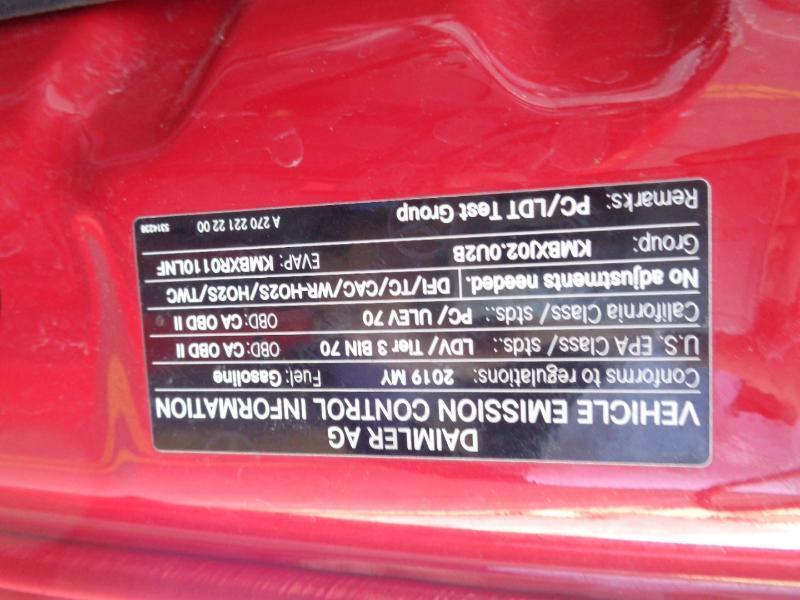 DAIMLER AG
VEHICLE EMISSION CONTROL INFORMATION
Conforms to regulations: 2019 MY Fuel: Gasoline
U.S. EPA Class/ stds.: LDV/ Tier 3 BIN 70 OBD: CA OBD II
California Class/ stds.: PC/ ULEV 70 OBD: CA OBD II
No adjustments needed. DFI/TC/CAC/WR-HO2S/HO2S/TWC
Group: KMBXJ02.0U2B EVAP: KMBXR0110LNF
Remarks: PC/LDT Test Group A 270 221 22 00